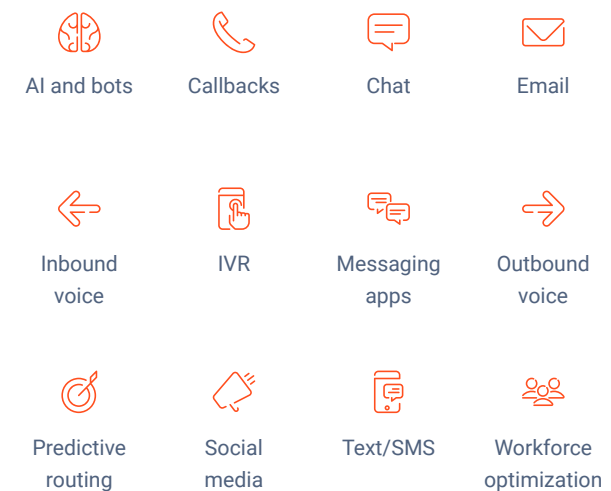 AI and bots
Callbacks
Chat
Email
Inbound
voice
IVR
Messaging
apps
Outbound
voice
Predictive
routing
Social
media
Text/SMS
Workforce
optimization